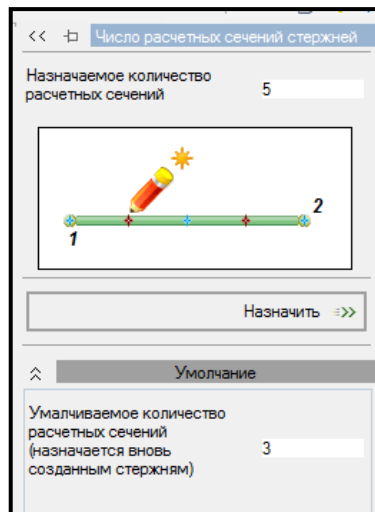 << Число расчетных сечений стержней
Назначаемое количество
расчетных сечений
5
2
1
Назначить
Умолчание
Умалчиваемое количество
расчетных сечений
(назначается вновь
созданным стержням)
3